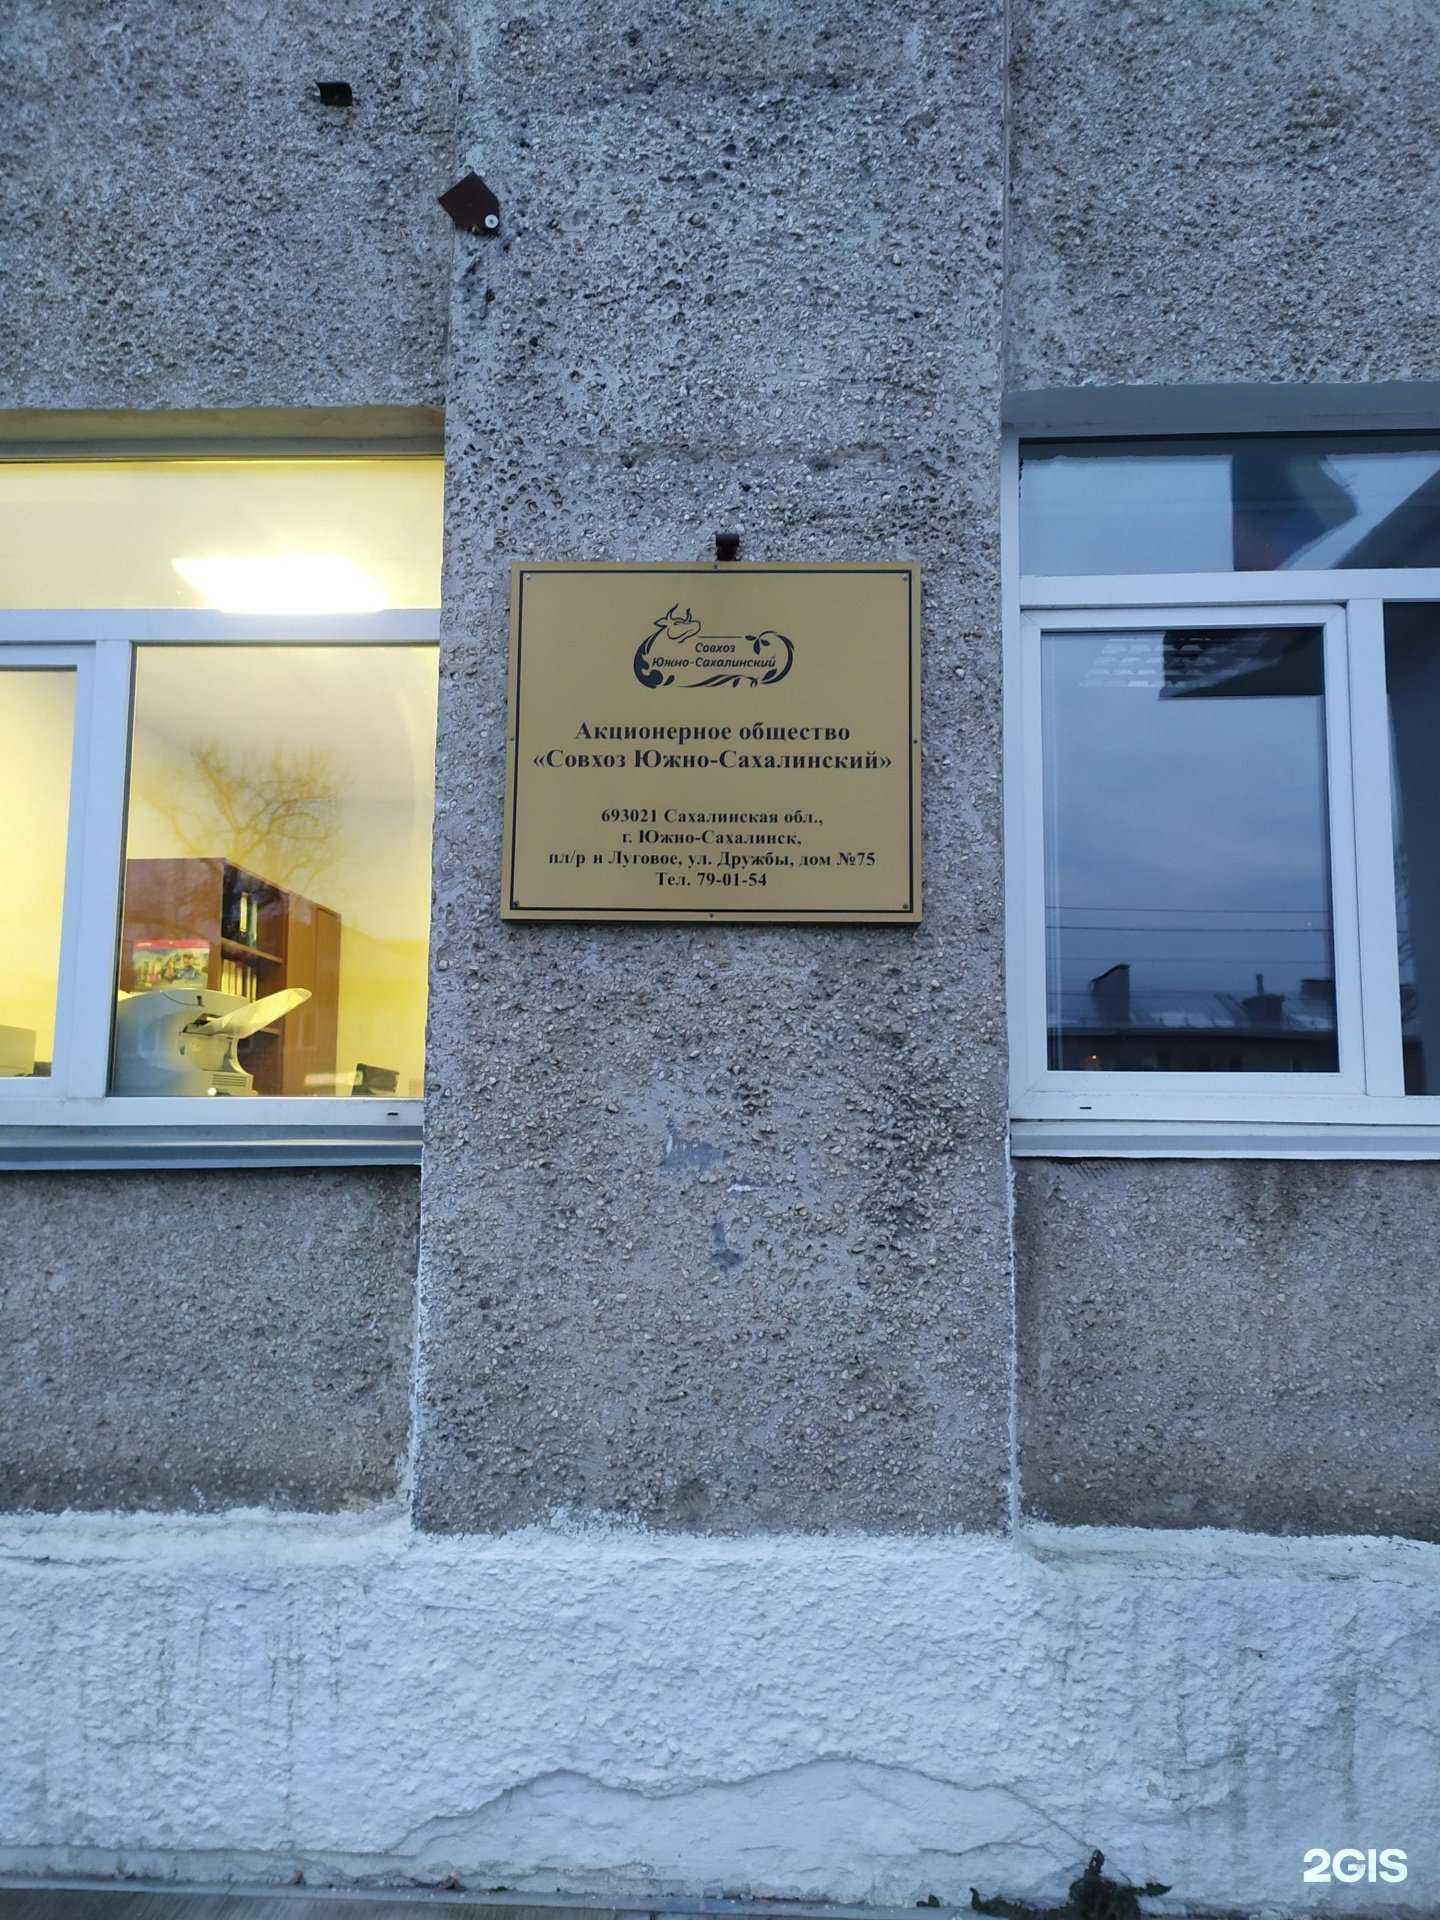 Совхоз
Южно-Сахалинский
Акционерное общество
«Совхоз Южно-Сахалинский»
693021 Сахалинская обл.,
г. Южно-Сахалинск,
пл/р н Луговое, ул. Дружбы, дом №75
Тел. 79-01-54
2GIS